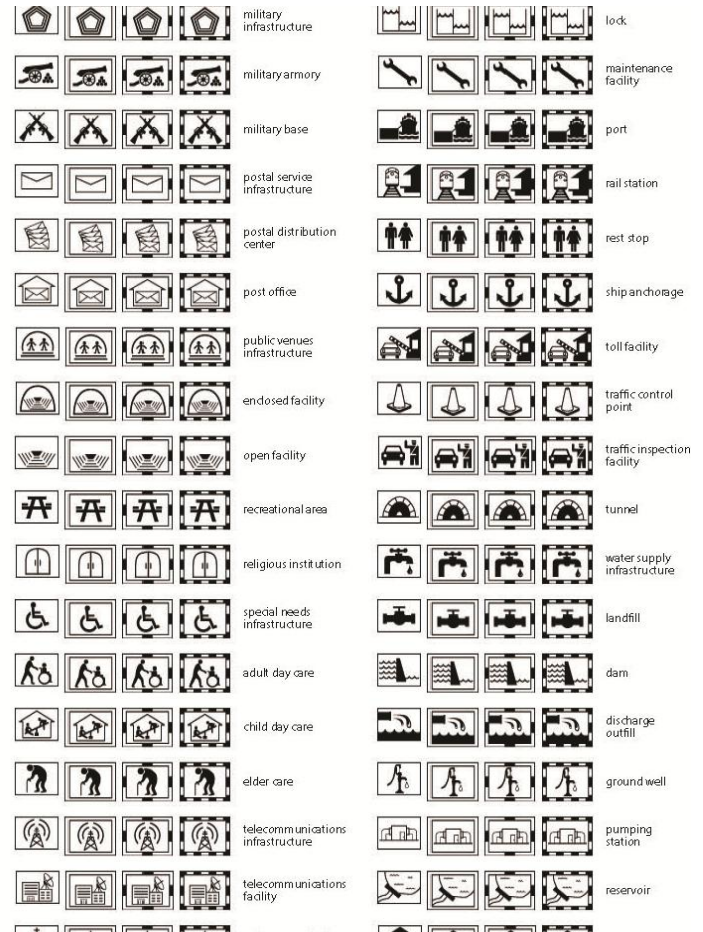 military
infrastructure
military armory
military base
postal service
infrastructure
postal distribution
center
post office
public venues
infrastructure
enclosed facility
open facility
recreational area
religious institution
special needs
infrastructure
adult day care
child day care
elder care
telecommunications
infrastructure
telecommunications
facility
lock
maintenance
facility
port
rail station
rest stop
ship anchorage
toll facility
traffic control
point
traffic inspection
facility
tunnel
water supply
infrastructure
landfill
dam
discharge
outfill
ground well
pumping
station
reservoir